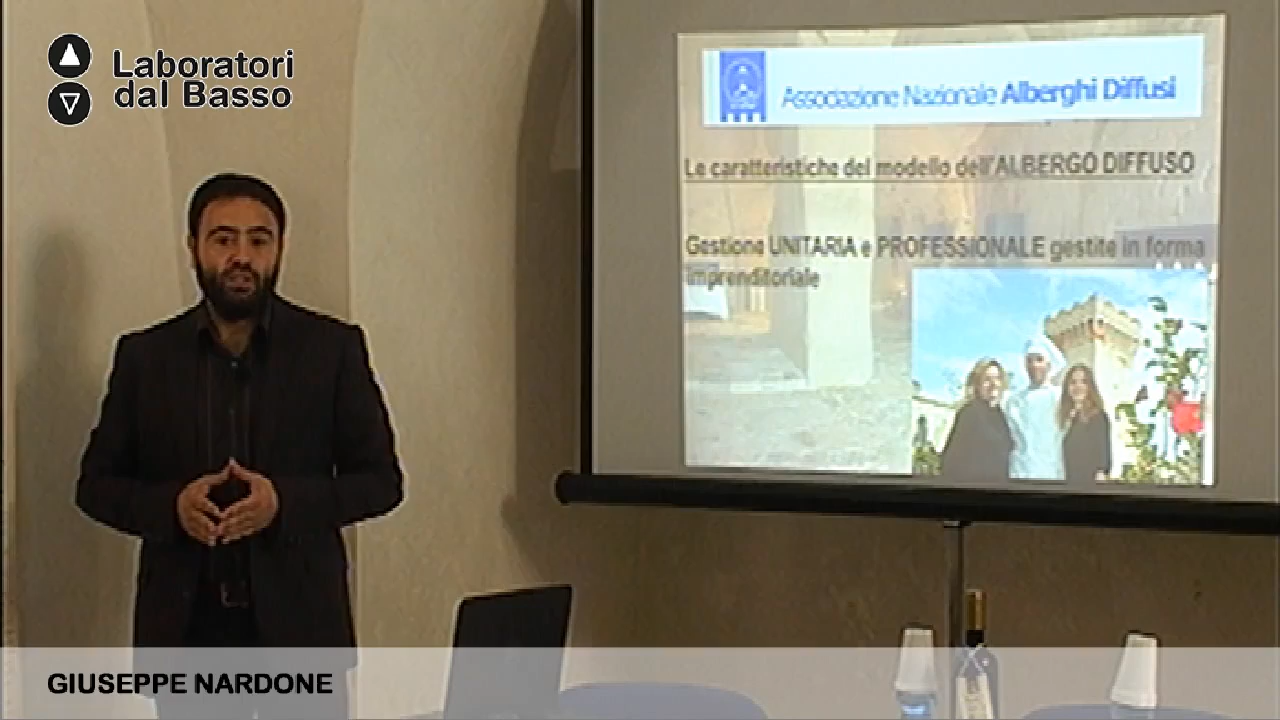 Laboratori
dal Basso
Associazione Nazionale Alberghi Diffusi
Le caratteristiche del modello dell'ALBERGO DIFFUSO
Gestione UNITARIA e PROFESSIONALE gestite in forma
imprenditoriale
GIUSEPPE NARDONE